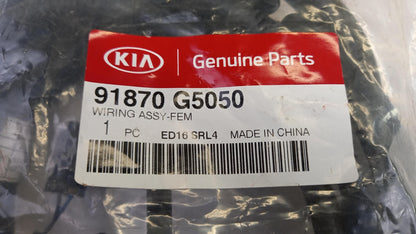 KIA Genuine Parts
91870 G5050
WIRING ASSY-FEM
1 PC ED16 SRL4 MADE IN CHINA